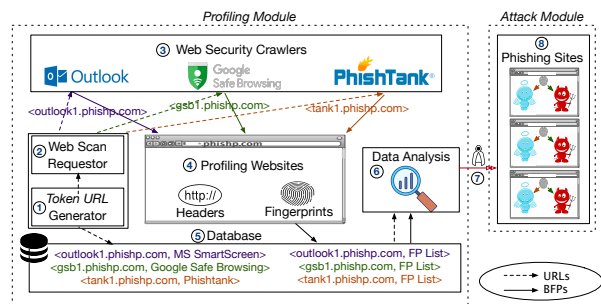 Profiling Module
Attack Module
③ Web Security Crawlers
Outlook
Google
Safe Browsing
PhishTank®
<outlook1.phishp.com>
<gsb1.phishp.com>
<tank1.phishp.com>
② Web Scan
Requestor
① Token URL
Generator
phishp.com
④ Profiling Websites
http://
Headers
Fingerprints
Data Analysis
⑥
⑦
⑧
Phishing Sites
⑤ Database
<outlook1.phishp.com, MS SmartScreen>
<gsb1.phishp.com, Google Safe Browsing>
<tank1.phishp.com, Phishtank>
<outlook1.phishp.com, FP List>
<gsb1.phishp.com, FP List>
<tank1.phishp.com, FP List>
URLs
BFPs